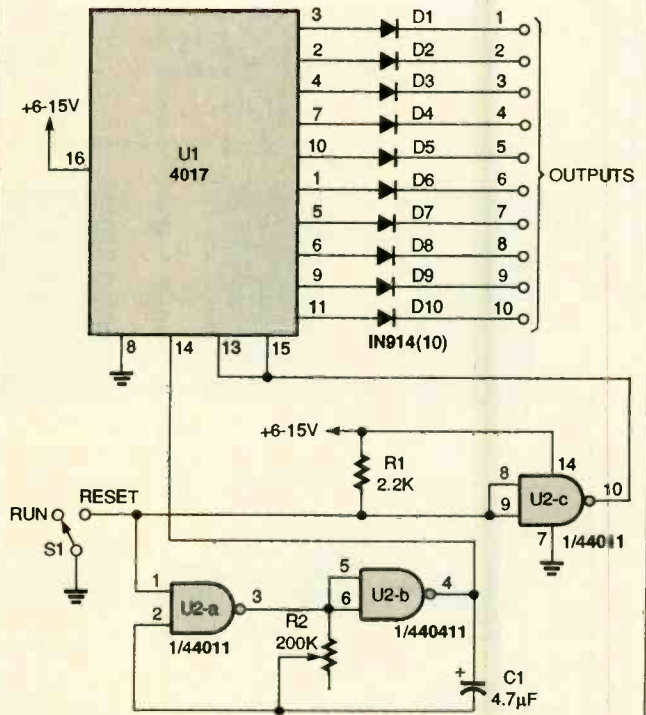 3 D1 1
2 D2 2
4 D3 3
7 D4 4
+6-15V
10 D5 5
16
U1
4017
OUTPUTS
1 D6 6
5 D7 7
6 D8 8
9 D9 9
11 D10 10
IN914(10)
8 14 13 15
+6-15V
R1
2.2K
14
8
9
U2-c
10
RUN RESET
7
S1
1
2
U2-a
3
1/44011
R2
200K
5
6
U2-b
4
1/440411
C1
+
4.7µF